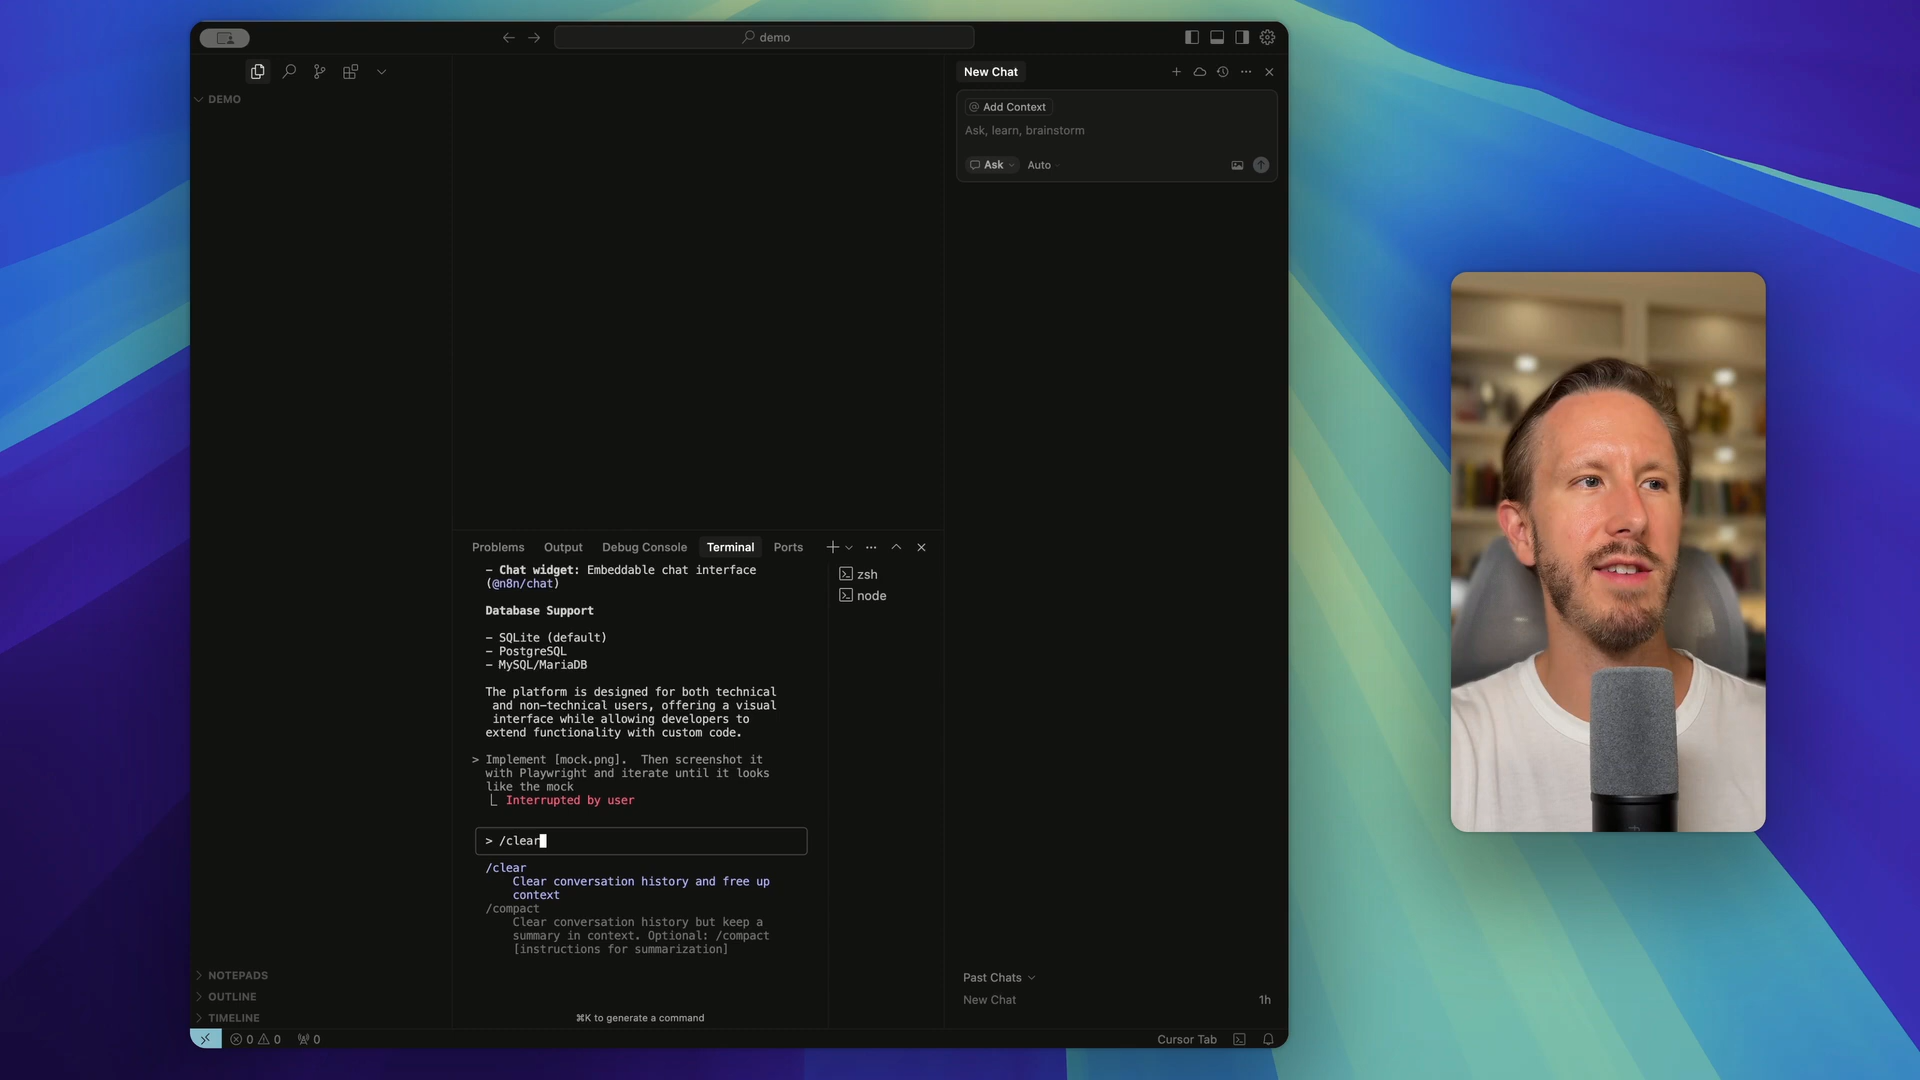 demo
DEMO
New Chat
Add Context
Ask, learn, brainstorm
Ask
Auto
Problems
Output
Debug Console
Terminal
Ports
zsh
node
– Chat widget: Embeddable chat interface
(@n8n/chat)
Database Support
– SQLite (default)
– PostgreSQL
– MySQL/MariaDB
The platform is designed for both technical
and non-technical users, offering a visual
interface while allowing developers to
extend functionality with custom code.
> Implement [mock.png]. Then screenshot it
with Playwright and iterate until it looks
like the mock
Interrupted by user
> /clear
/clear
Clear conversation history and free up
context
/compact
Clear conversation history but keep a
summary in context. Optional: /compact
[instructions for summarization]
⌘K to generate a command
NOTEPADS
OUTLINE
TIMELINE
Past Chats
New Chat
1h
0
0
0
Cursor Tab